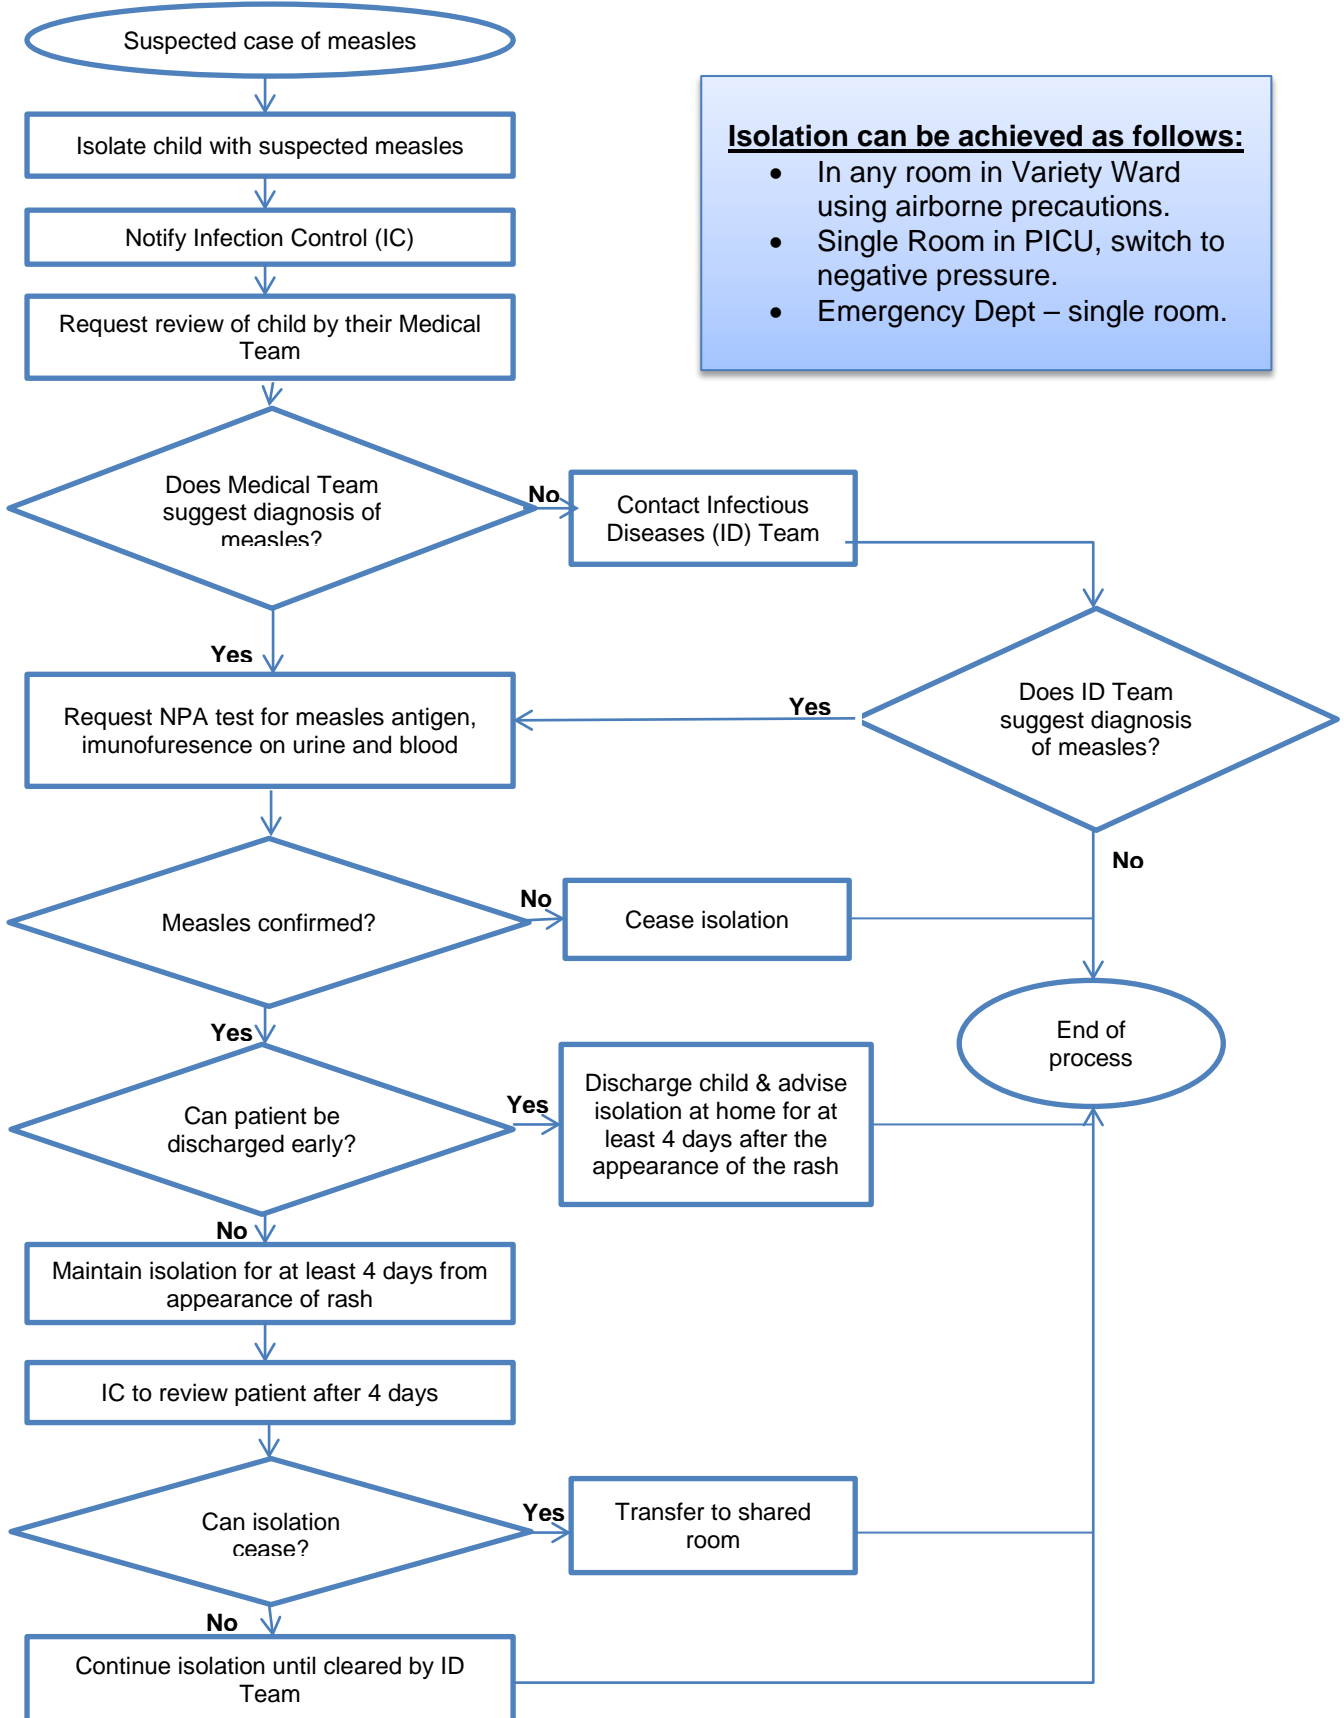 Suspected case of measles
Isolate child with suspected measles
Notify Infection Control (IC)
Request review of child by their Medical
Team
Isolation can be achieved as follows:
• In any room in Variety Ward
using airborne precautions.
• Single Room in PICU, switch to
negative pressure.
• Emergency Dept – single room.
Does Medical Team
suggest diagnosis of
measles?
No
Contact Infectious
Diseases (ID) Team
Yes
Does ID Team
suggest diagnosis
of measles?
Yes
No
Request NPA test for measles antigen,
imunofuresence on urine and blood
Measles confirmed?
No
Cease isolation
End of
process
Yes
Can patient be
discharged early?
Yes
Discharge child & advise
isolation at home for at
least 4 days after the
appearance of the rash
No
Maintain isolation for at least 4 days from
appearance of rash
IC to review patient after 4 days
Can isolation
cease?
Yes
Transfer to shared
room
No
Continue isolation until cleared by ID
Team